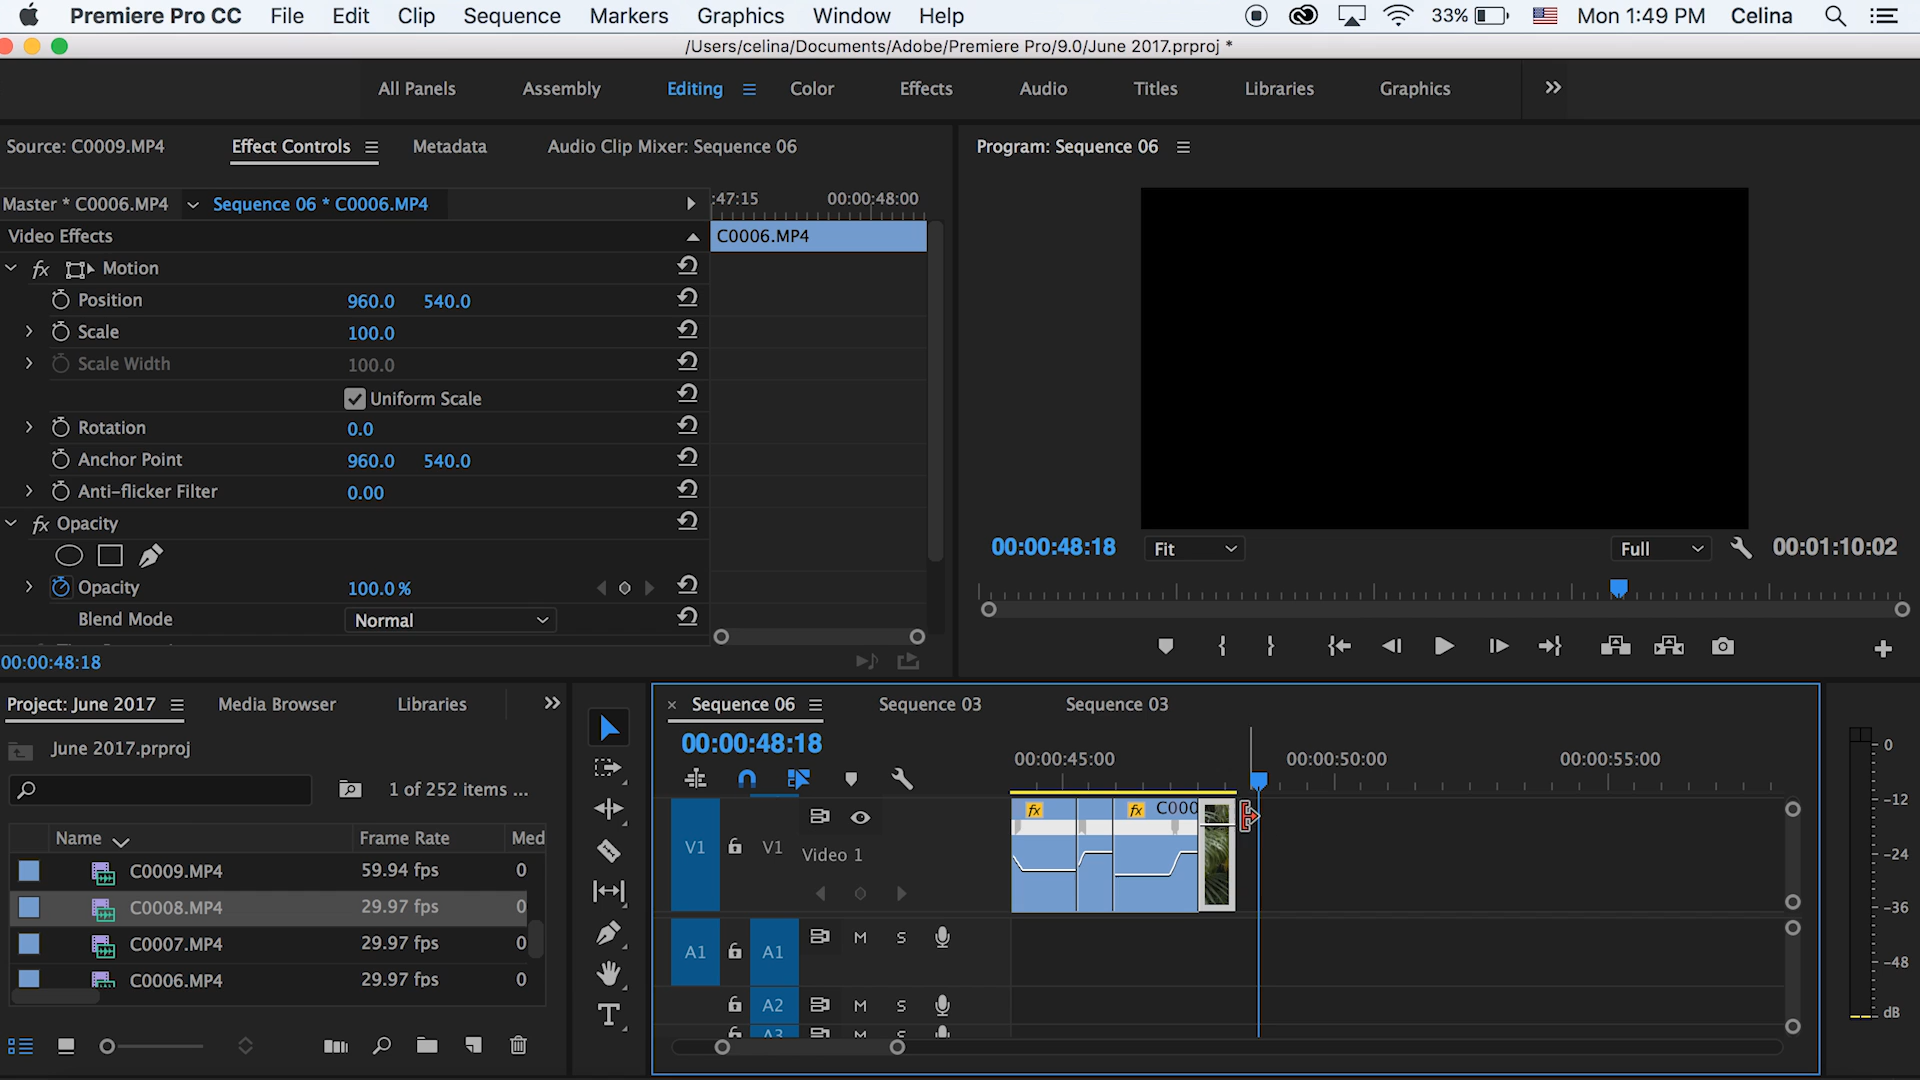 Premiere Pro CC File Edit Clip Sequence Markers Graphics Window Help 33% Mon 1:49 PM Celina
/Users/celina/Documents/Adobe/Premiere Pro/9.0/June 2017.prproj *
All Panels Assembly Editing Color Effects Audio Titles Libraries Graphics
Source: C0009.MP4 Effect Controls Metadata Audio Clip Mixer: Sequence 06
Master * C0006.MP4 Sequence 06 * C0006.MP4
:47:15 00:00:48:00
Video Effects
C0006.MP4
fx Motion
Position 960.0 540.0
Scale 100.0
Scale Width 100.0
Uniform Scale
Rotation 0.0
Anchor Point 960.0 540.0
Anti-flicker Filter 0.00
fx Opacity
Opacity 100.0 %
Blend Mode Normal
00:00:48:18
Program: Sequence 06
00:00:48:18 Fit Full 00:01:10:02
Project: June 2017 Media Browser Libraries
June 2017.prproj
1 of 252 items ...
Name Frame Rate Med
C0009.MP4 59.94 fps 0
C0008.MP4 29.97 fps 0
C0007.MP4 29.97 fps 0
C0006.MP4 29.97 fps 0
T
Sequence 06 Sequence 03 Sequence 03
00:00:48:18
00:00:45:00 00:00:50:00 00:00:55:00
fx fx C000
V1 V1 Video 1
A1 A1 M S
A2 M S
A3 M S
0
-12
-24
-36
-48
dB